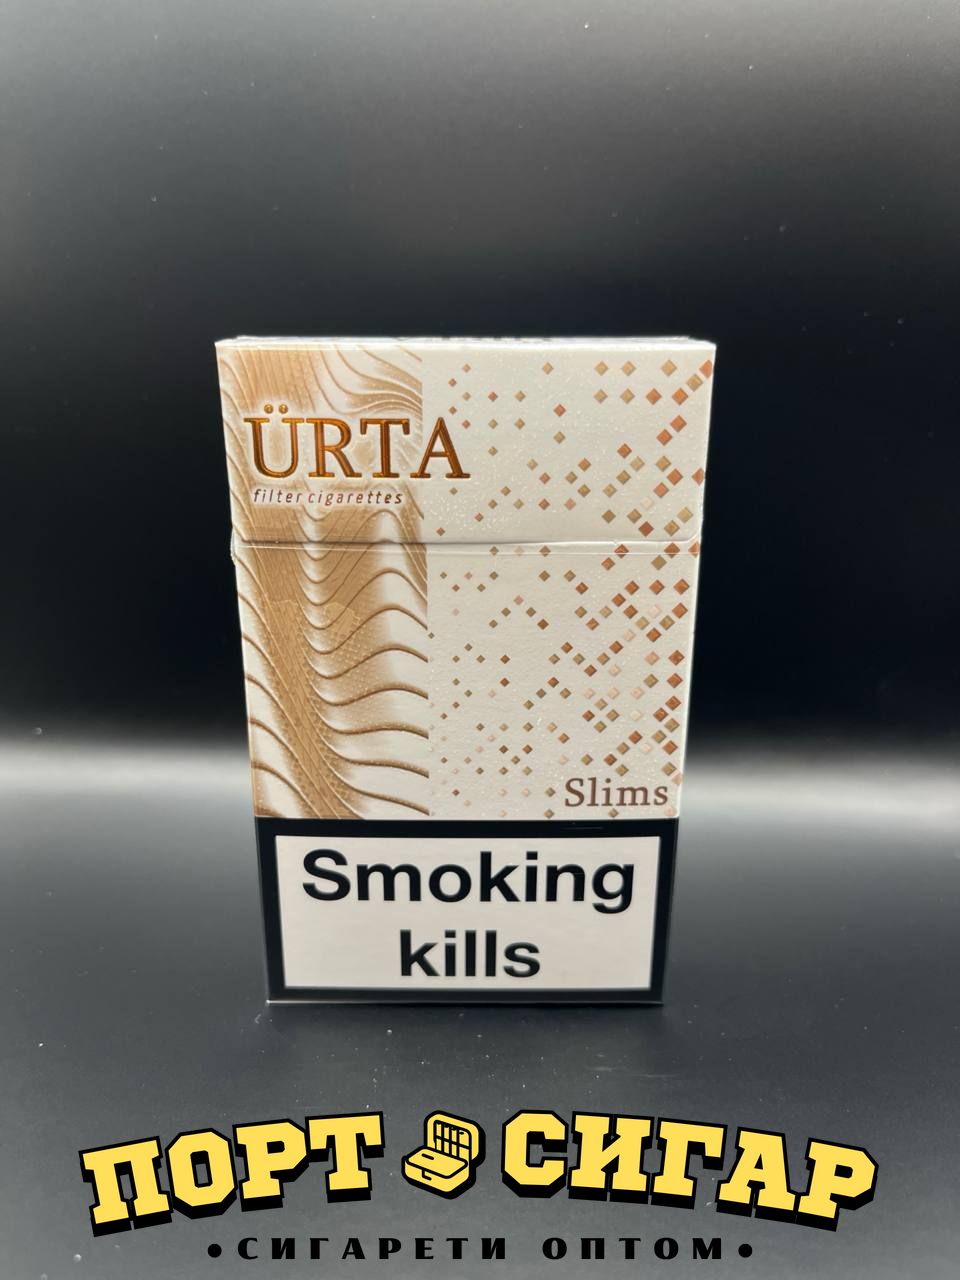 ÜRTA
filter cigarettes
Slims
Smoking
kills
ПОРТ СИГАР
•СИГАРЕТИ ОПТОМ•